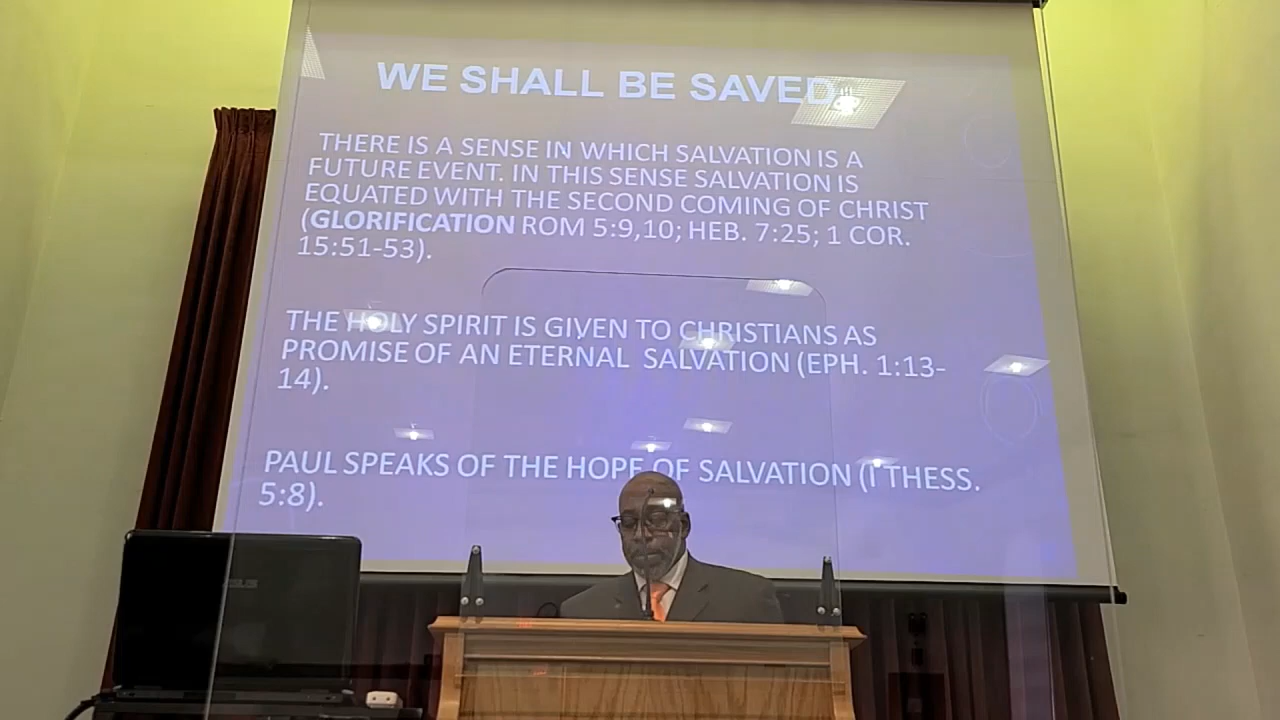 WE SHALL BE SAVED
THERE IS A SENSE IN WHICH SALVATION IS A
FUTURE EVENT. IN THIS SENSE SALVATION IS
EQUATED WITH THE SECOND COMING OF CHRIST
(GLORIFICATION ROM 5:9,10; HEB. 7:25; 1 COR.
15:51-53).
THE HOLY SPIRIT IS GIVEN TO CHRISTIANS AS
PROMISE OF AN ETERNAL SALVATION (EPH. 1:13-
14).
PAUL SPEAKS OF THE HOPE OF SALVATION (I THESS.
5:8).